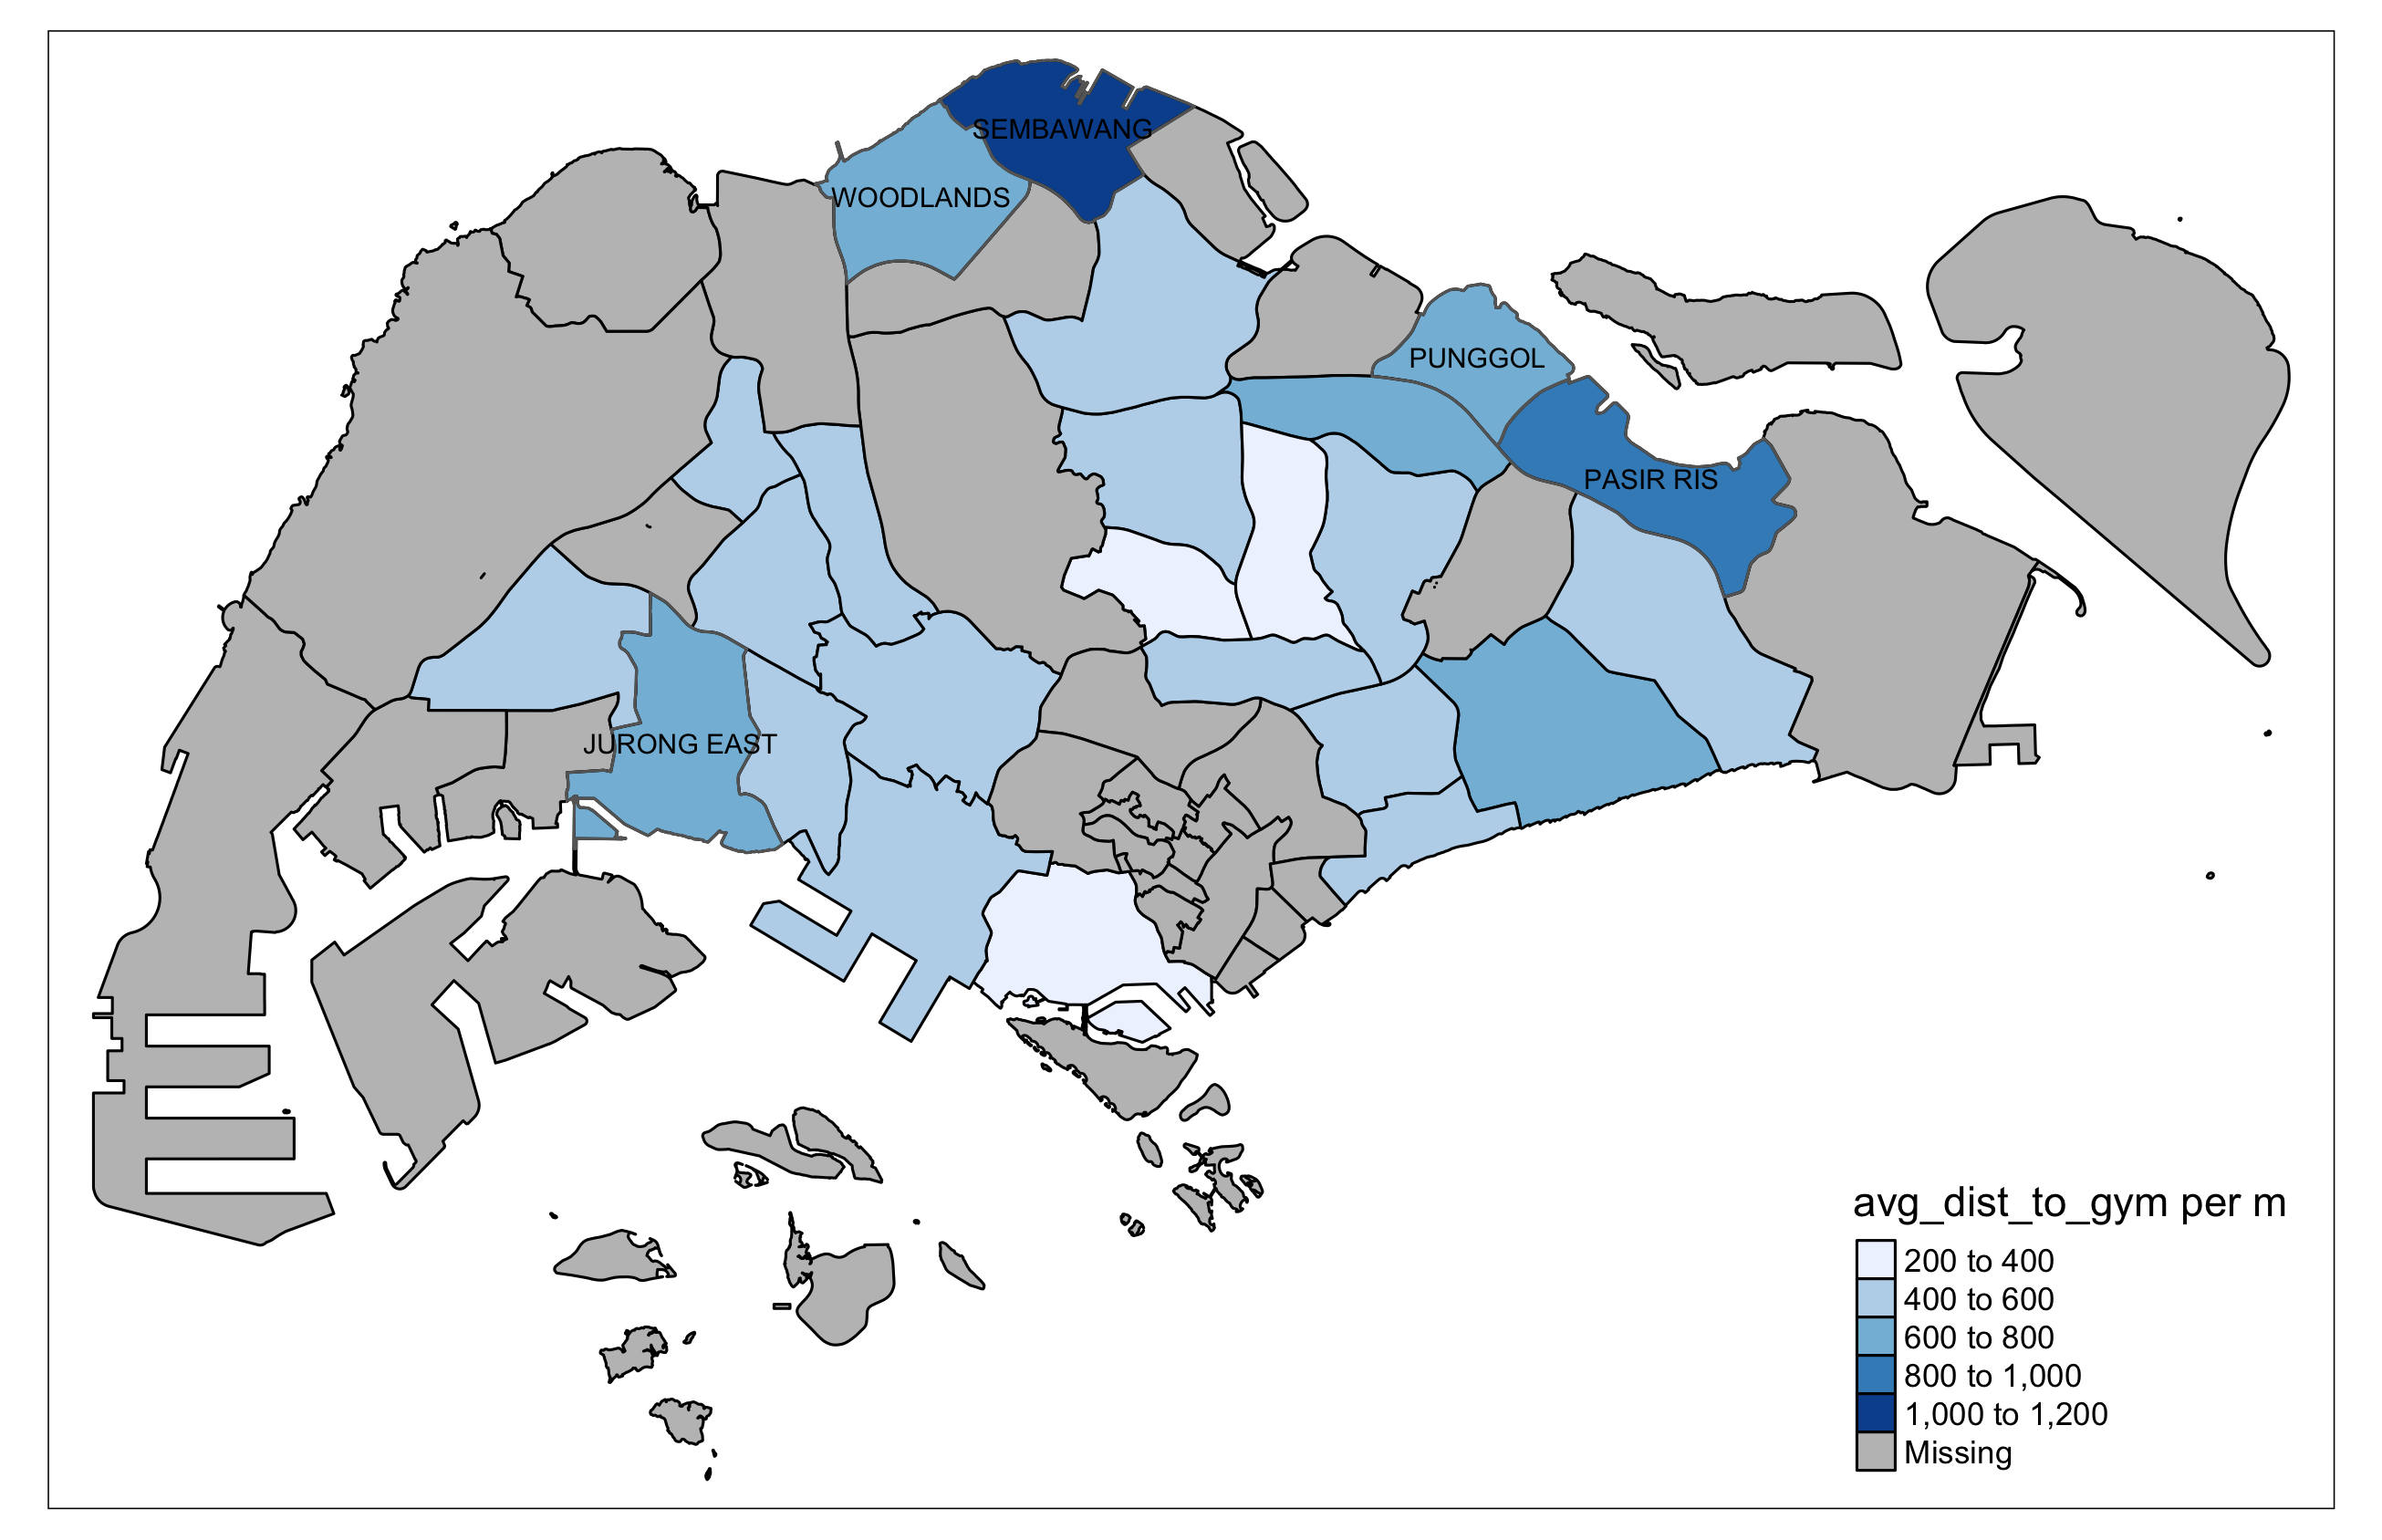 SEMBAWANG
WOODLANDS
PUNGGOL
PASIR RIS
JURONG EAST
avg_dist_to_gym per m
200 to 400
400 to 600
600 to 800
800 to 1,000
1,000 to 1,200
Missing